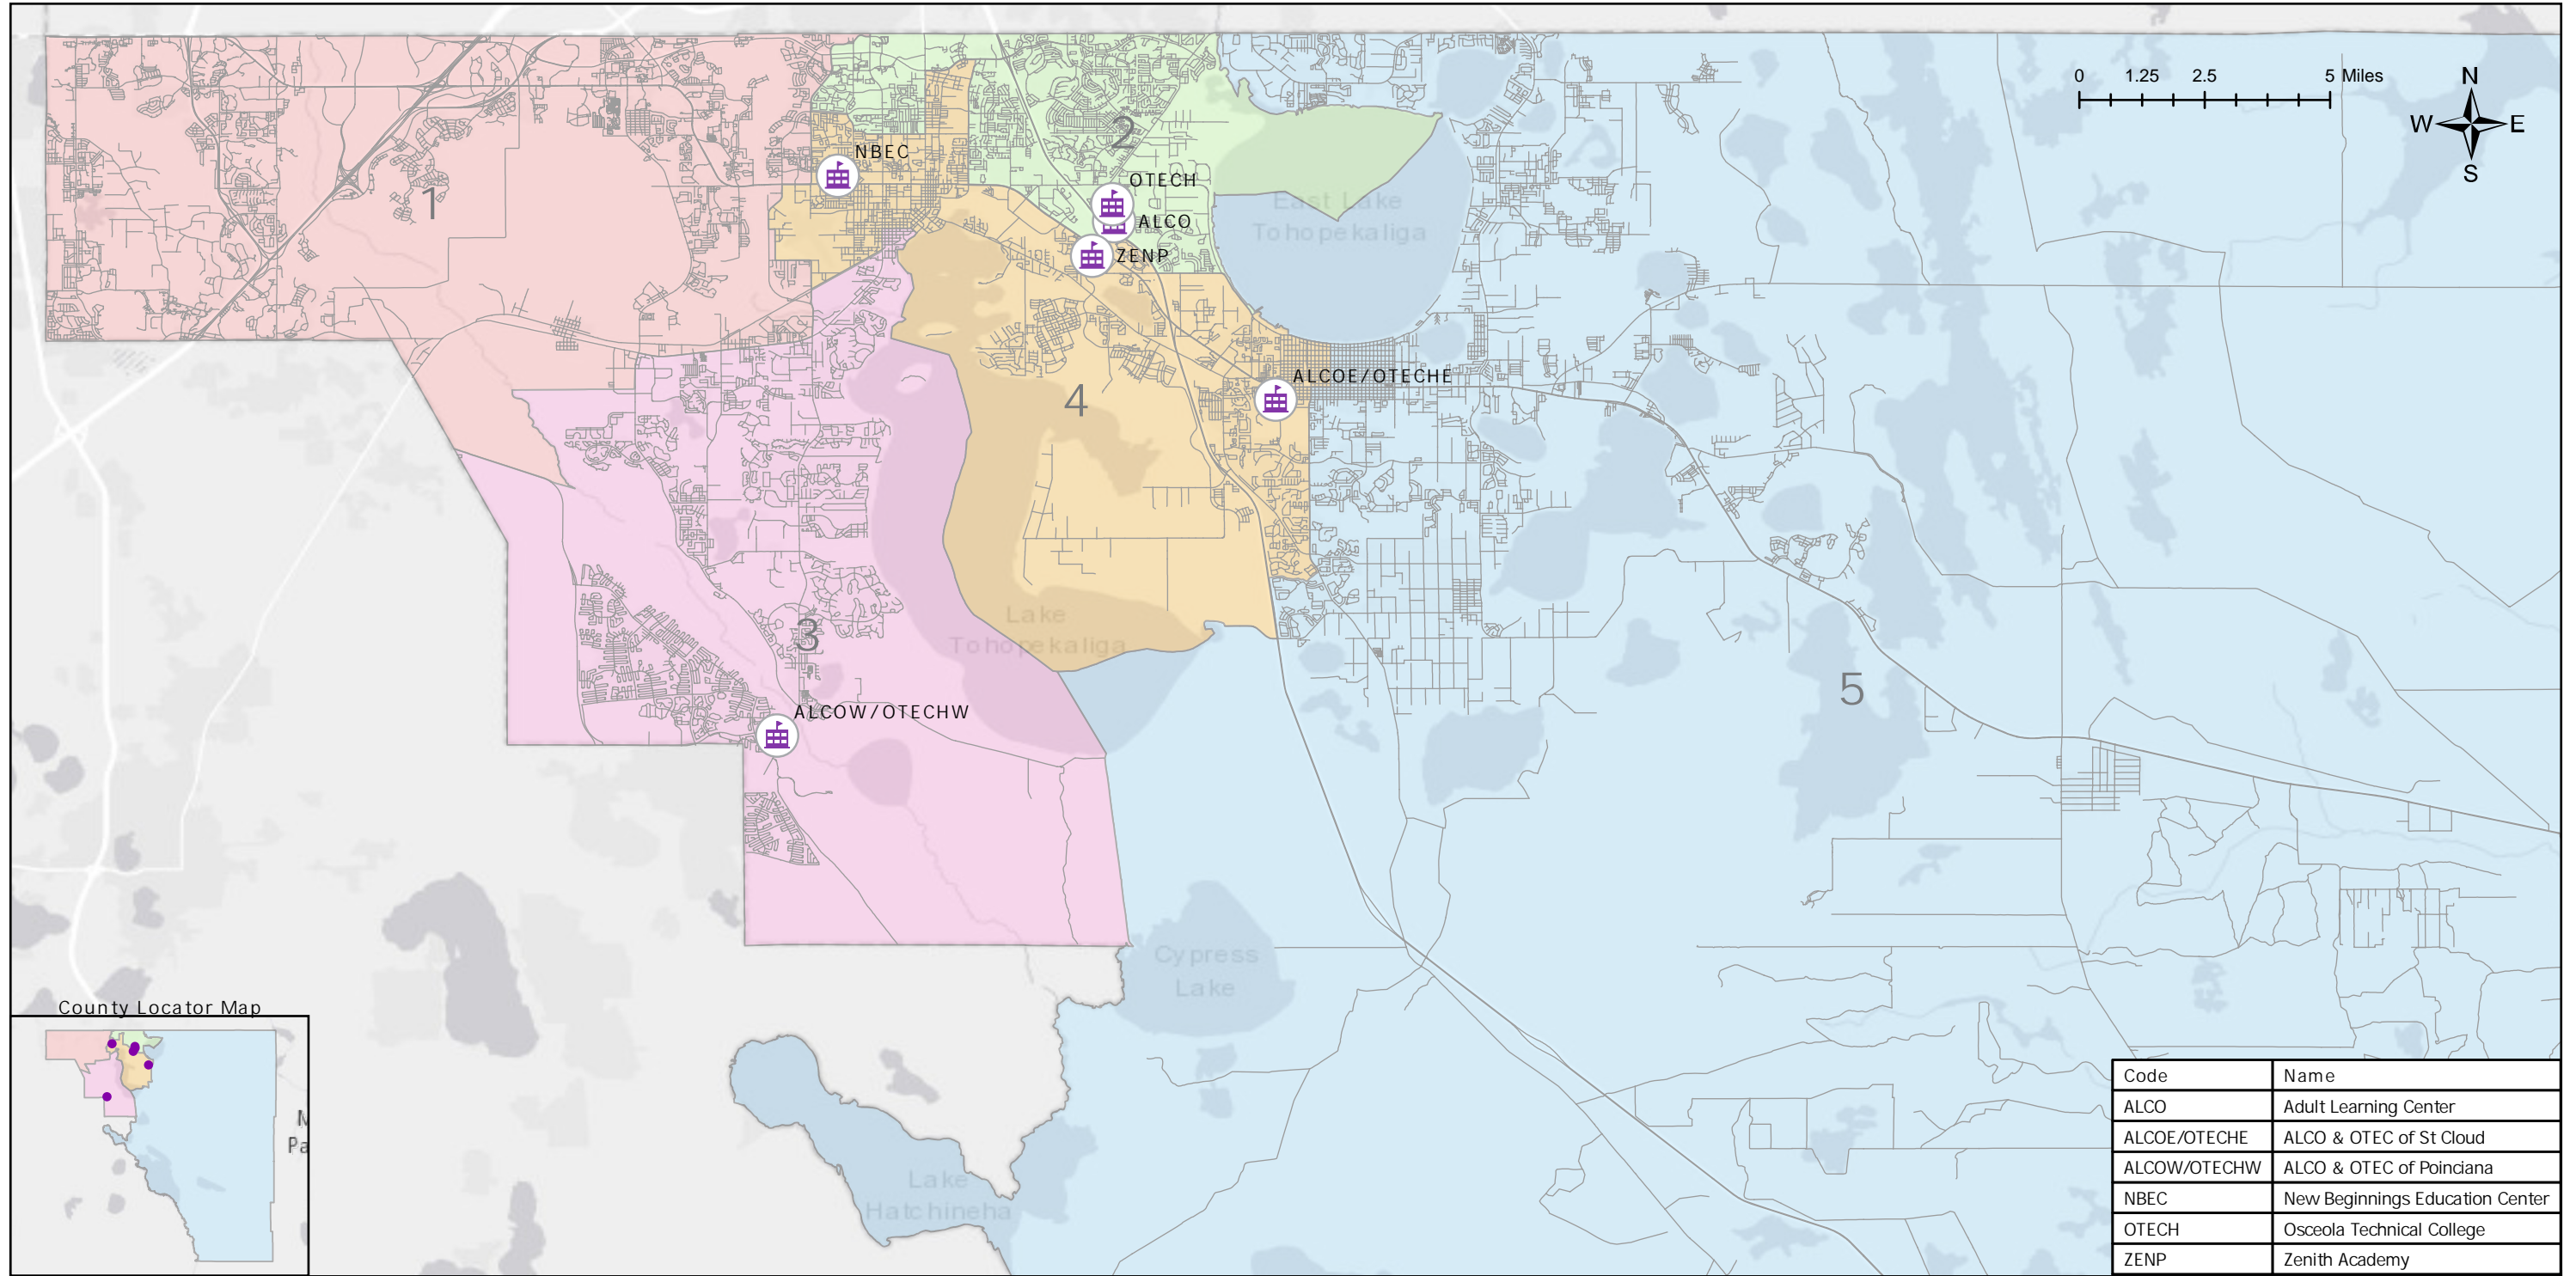 0 1.25 2.5 5 Miles
N
W E
S
NBEC
2
OTECH
1
ALCO
East Lake
Tohopekaliga
ZENP
ALCOE/OTECHE
4
Lake
Tohopekaliga
3
5
ALCOW/OTECHW
Cypress
Lake
County Locator Map
Lake
Hatchineha
Pa
Code Name
ALCO Adult Learning Center
ALCOE/OTECHE ALCO & OTEC of St Cloud
ALCOW/OTECHW ALCO & OTEC of Poinciana
NBEC New Beginnings Education Center
OTECH Osceola Technical College
ZENP Zenith Academy